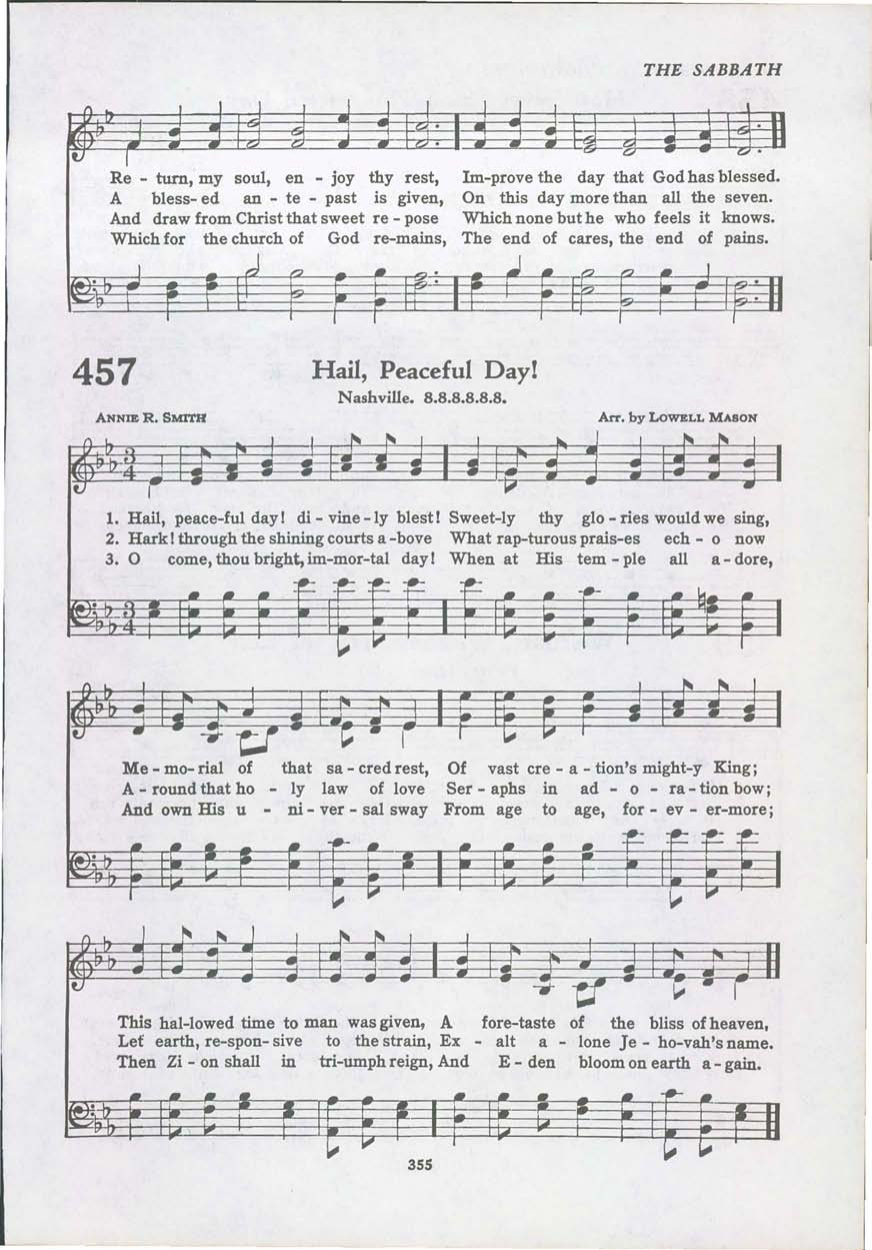 THE SABBATH
Re - turn, my soul, en - joy thy rest, Im-prove the day that God has blessed.
A bless-ed an - te - past is given, On this day more than all the seven.
And draw from Christ that sweet re - pose Which none but he who feels it knows.
Which for the church of God re-mains, The end of cares, the end of pains.
457 Hail, Peaceful Day!
Nashville. 8.8.8.8.8.8.
ANNIE R. SMITH Arr. by LOWELL MASON
3 4
1. Hail, peace-ful day! di - vine - ly blest! Sweet-ly thy glo - ries would we sing,
2. Hark! through the shining courts a - bove What rap-turous prais-es ech - o now
3. O come, thou bright, im-mor-tal day! When at His tem - ple all a - dore,
3 4
Me - mo - rial of that sa - cred rest, Of vast cre - a - tion's might-y King;
A - round that ho - ly law of love Ser - aphs in ad - o - ra - tion bow;
And own His u - ni - ver - sal sway From age to age, for - ev - er-more;
This hal-lowed time to man was given, A fore-taste of the bliss of heaven,
Let earth, re-spon-sive to the strain, Ex - alt a - lone Je - ho-vah's name.
Then Zi - on shall in tri-umph reign, And E - den bloom on earth a - gain.
355